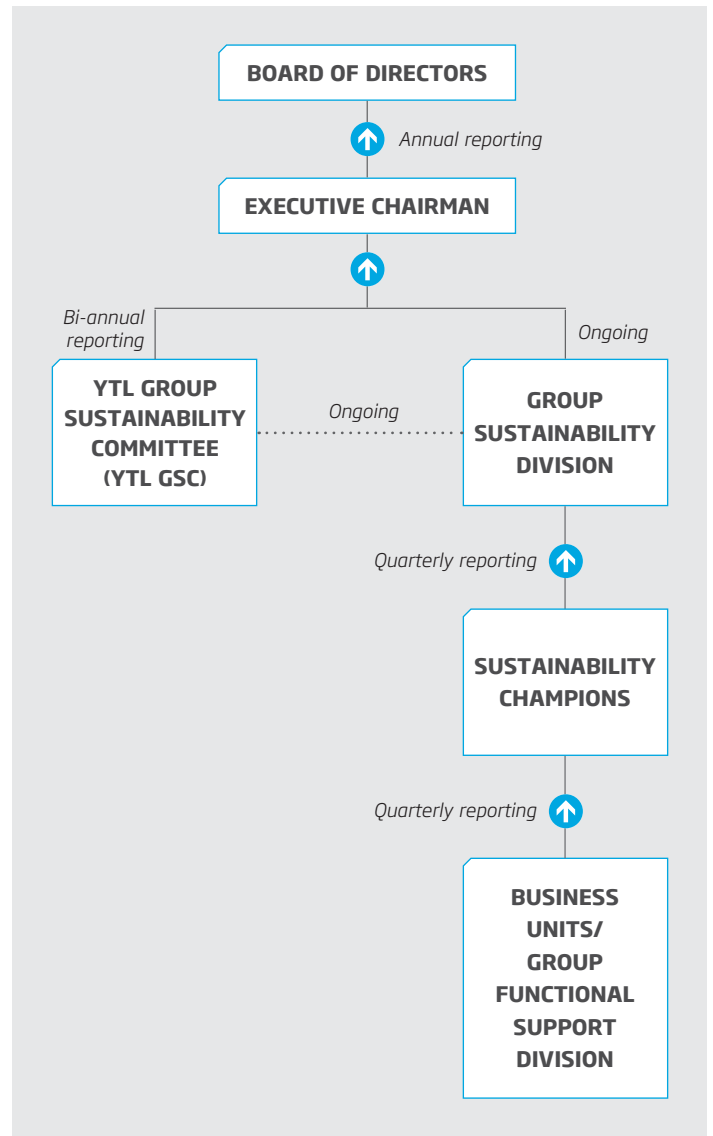 BOARD OF DIRECTORS
Annual reporting
EXECUTIVE CHAIRMAN
Bi-annual
reporting
Ongoing
YTL GROUP
SUSTAINABILITY
COMMITTEE
(YTL GSC)
Ongoing
GROUP
SUSTAINABILITY
DIVISION
Quarterly reporting
SUSTAINABILITY
CHAMPIONS
Quarterly reporting
BUSINESS
UNITS/
GROUP
FUNCTIONAL
SUPPORT
DIVISION